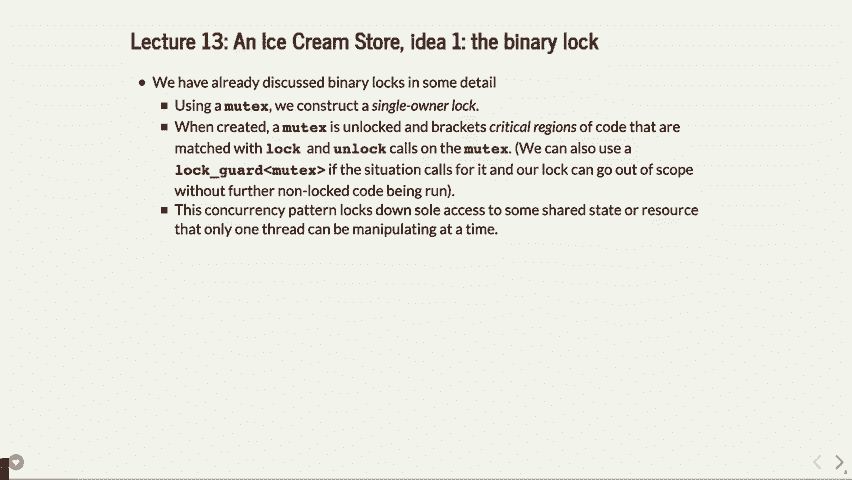 Lecture 13: An Ice Cream Store, idea 1: the binary lock
• We have already discussed binary locks in some detail
■ Using a mutex, we construct a single-owner lock.
■ When created, a mutex is unlocked and brackets critical regions of code that are
matched with lock and unlock calls on the mutex. (We can also use a
lock_guard<mutex> if the situation calls for it and our lock can go out of scope
without further non-locked code being run).
■ This concurrency pattern locks down sole access to some shared state or resource
that only one thread can be manipulating at a time.